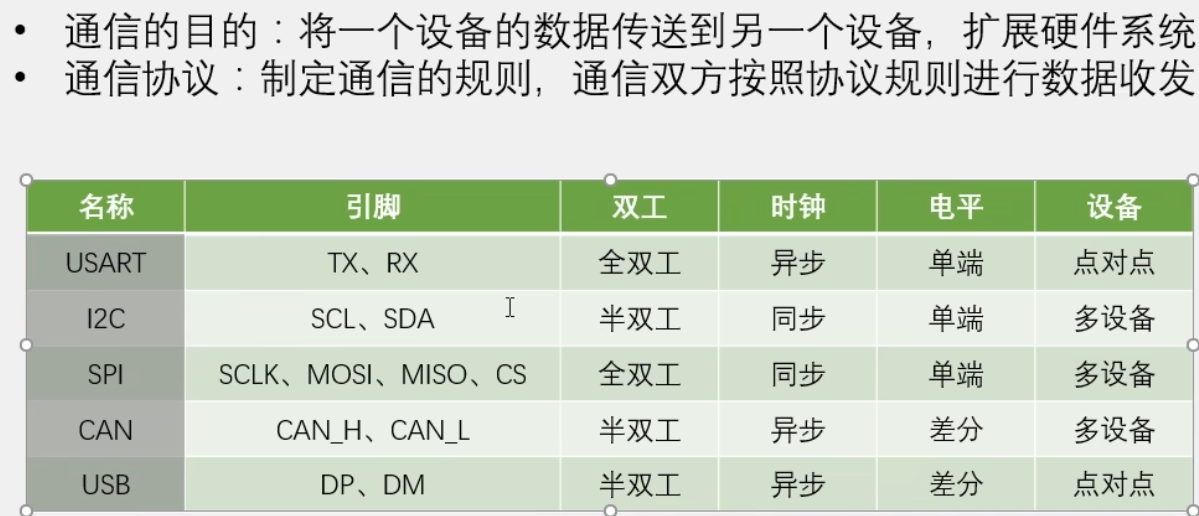 • 通信的目的：将一个设备的数据传送到另一个设备，扩展硬件系统
• 通信协议：制定通信的规则，通信双方按照协议规则进行数据收发
名称 引脚 双工 时钟 电平 设备
USART TX、RX 全双工 异步 单端 点对点
I2C SCL、SDA 半双工 同步 单端 多设备
SPI SCLK、MOSI、MISO、CS 全双工 同步 单端 多设备
CAN CAN_H、CAN_L 半双工 异步 差分 多设备
USB DP、DM 半双工 异步 差分 点对点